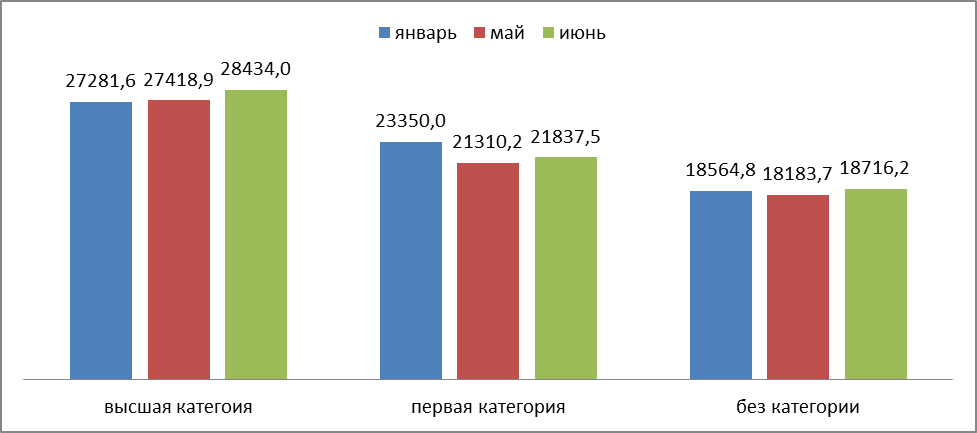 январь май июнь
27281,6 27418,9 28434,0
23350,0 21310,2 21837,5
18564,8 18183,7 18716,2
высшая категоия первая категория без категории